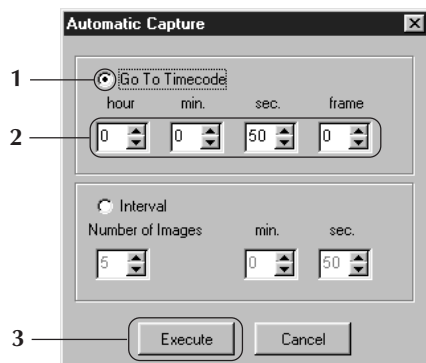 Automatic Capture
1
Go To Timecode
hour min. sec. frame
2
0 0 50 0
Interval
Number of Images min. sec.
5 0 50
3
Execute Cancel